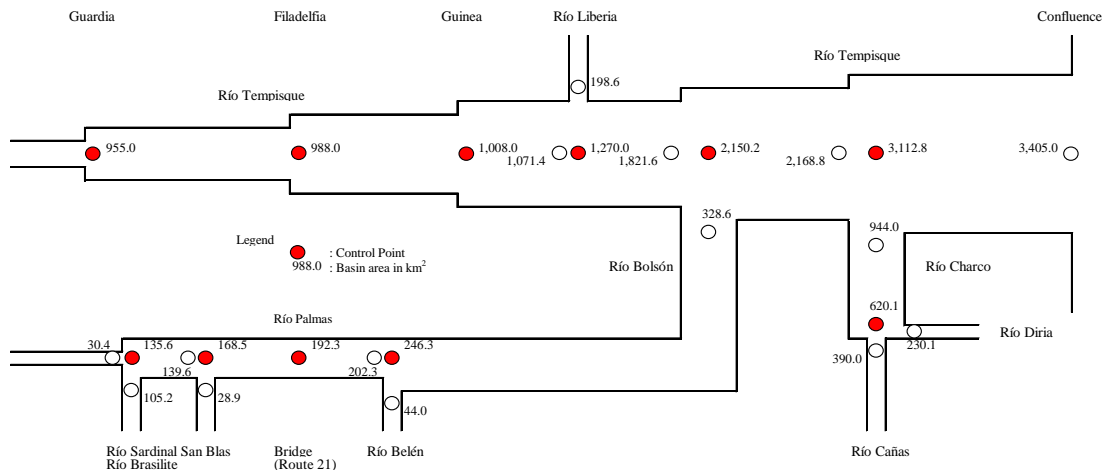 Guardia
Filadelfia
Guinea
Río Liberia
Confluence
Río Tempisque
198.6
Río Tempisque
955.0
988.0
1,008.0
1,071.4
1,270.0
1,821.6
2,150.2
2,168.8
3,112.8
3,405.0
328.6
944.0
Legend
: Control Point
988.0 : Basin area in km2
Río Bolsón
Río Charco
620.1
Río Palmas
Río Diria
30.4
135.6
139.6
168.5
192.3
202.3
246.3
390.0
230.1
105.2
28.9
44.0
Río Sardinal San Blas
Río Brasilite
Bridge
(Route 21)
Río Belén
Río Cañas